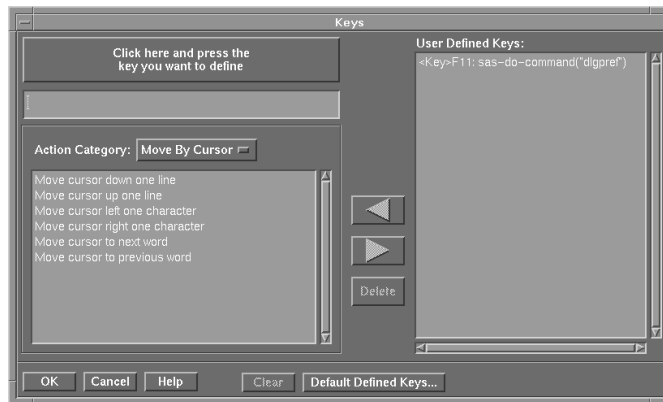 Keys
Click here and press the
key you want to define
User Defined Keys:
<Key>F11: sas-do-command("dlgpref")
Action Category: Move By Cursor
Move cursor down one line
Move cursor up one line
Move cursor left one character
Move cursor right one character
Move cursor to next word
Move cursor to previous word
Delete
OK Cancel Help Clear Default Defined Keys...